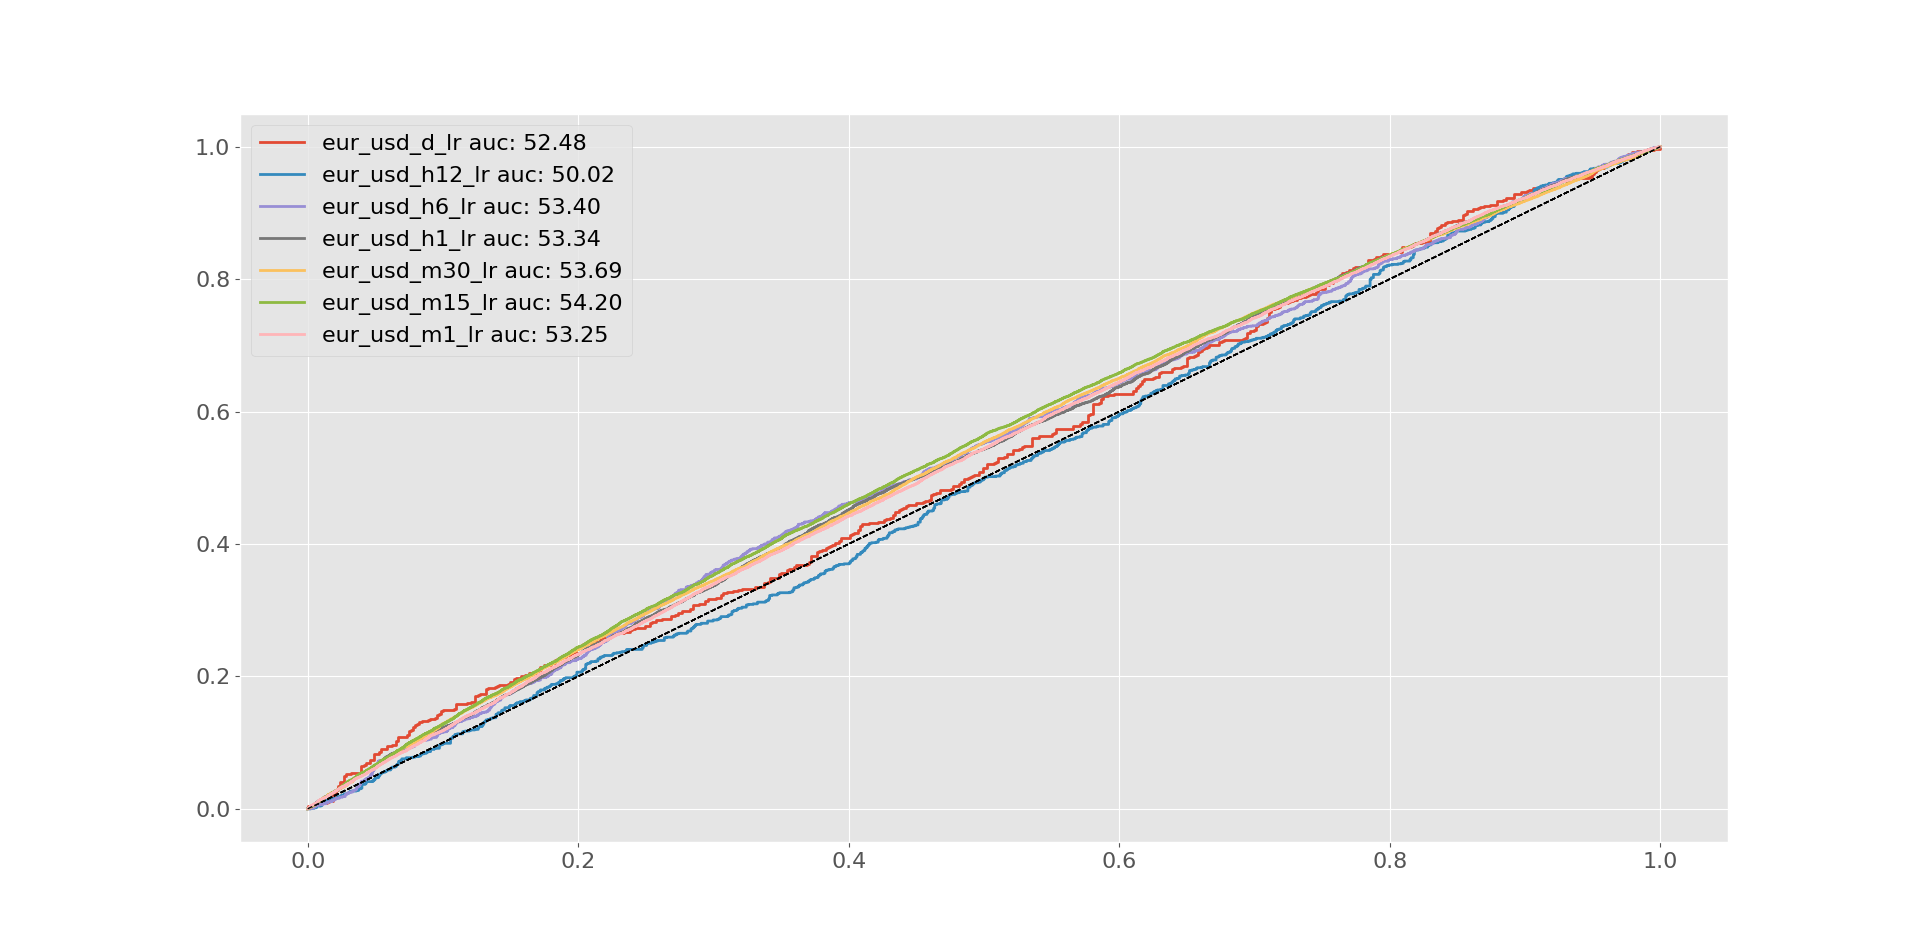 eur_usd_d_lr auc: 52.48
eur_usd_h12_lr auc: 50.02
eur_usd_h6_lr auc: 53.40
eur_usd_h1_lr auc: 53.34
eur_usd_m30_lr auc: 53.69
eur_usd_m15_lr auc: 54.20
eur_usd_m1_lr auc: 53.25
1.0
0.8
0.6
0.4
0.2
0.0
0.0 0.2 0.4 0.6 0.8 1.0